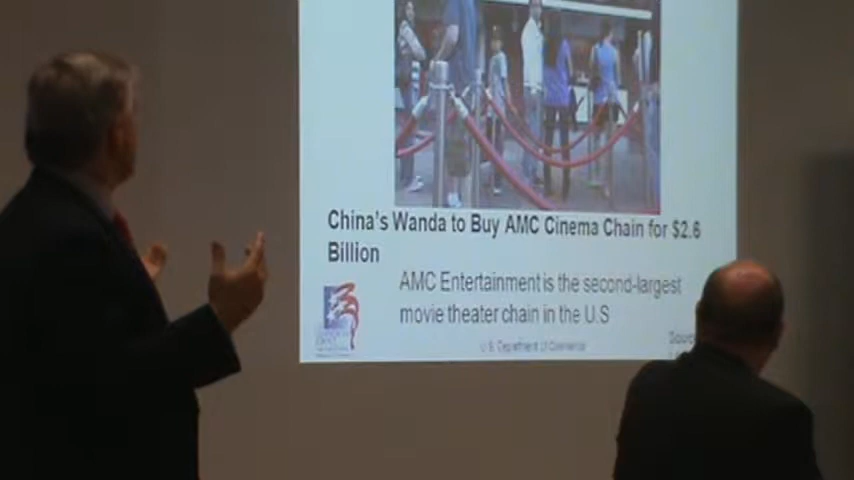 China's Wanda to Buy AMC Cinema Chain for $2.6
Billion
AMC Entertainment is the second-largest
movie theater chain in the U.S
U.S. Department of Commerce